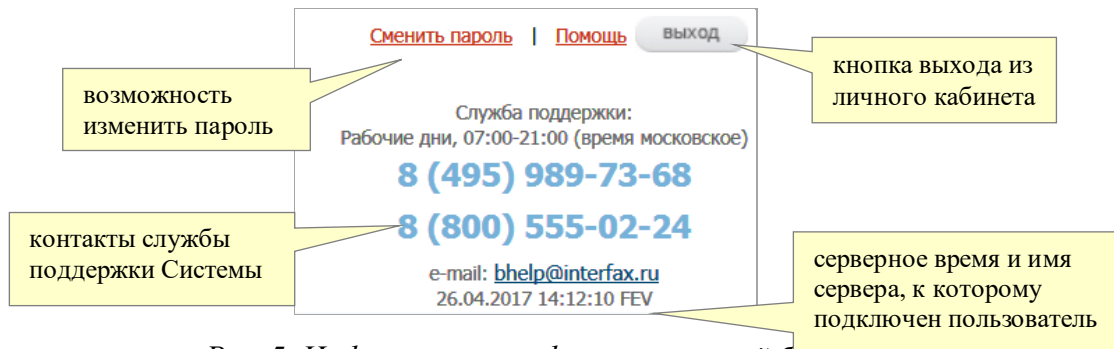 Сменить пароль | Помощь выход
кнопка выхода из
личного кабинета
возможность
изменить пароль
Служба поддержки:
Рабочие дни, 07:00-21:00 (время московское)
8 (495) 989-73-68
8 (800) 555-02-24
контакты службы
поддержки Системы
e-mail: bhelp@interfax.ru
26.04.2017 14:12:10 FEV
серверное время и имя
сервера, к которому
подключен пользователь